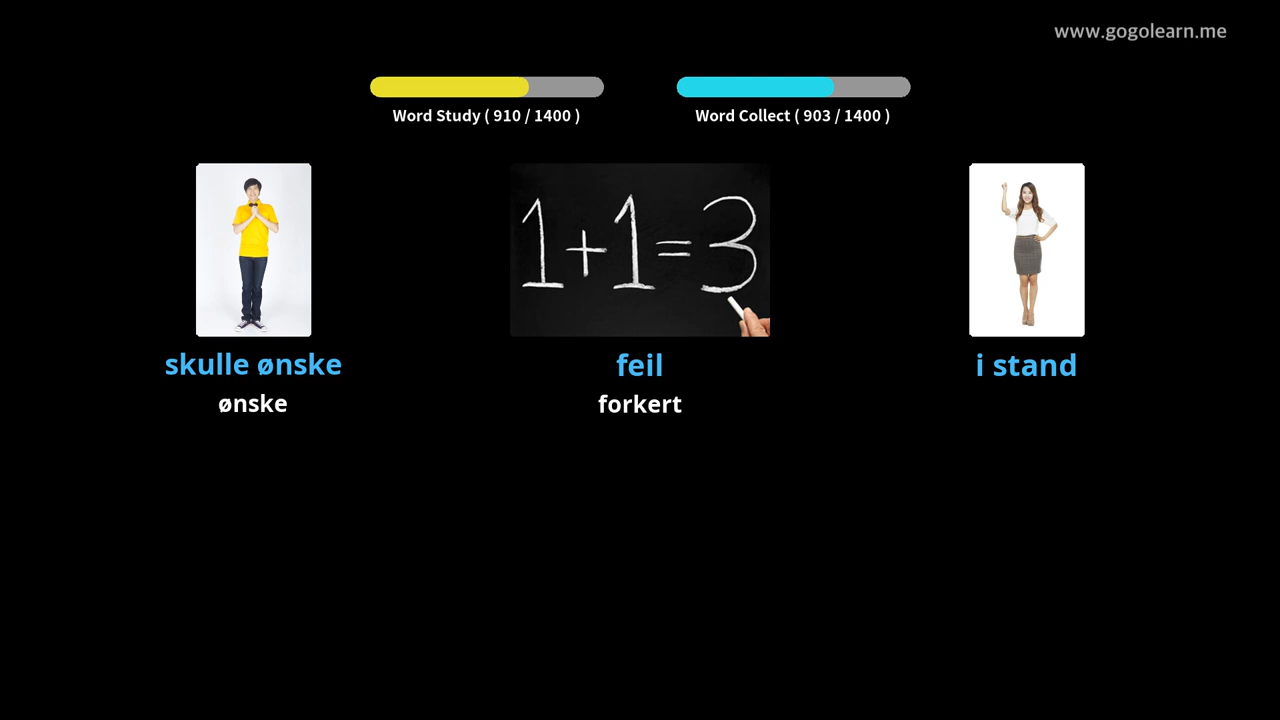 www.gogolearn.me
Word Study ( 910 / 1400 )
Word Collect ( 903 / 1400 )
1+1=3
skulle ønske
feil
i stand
ønske
forkert